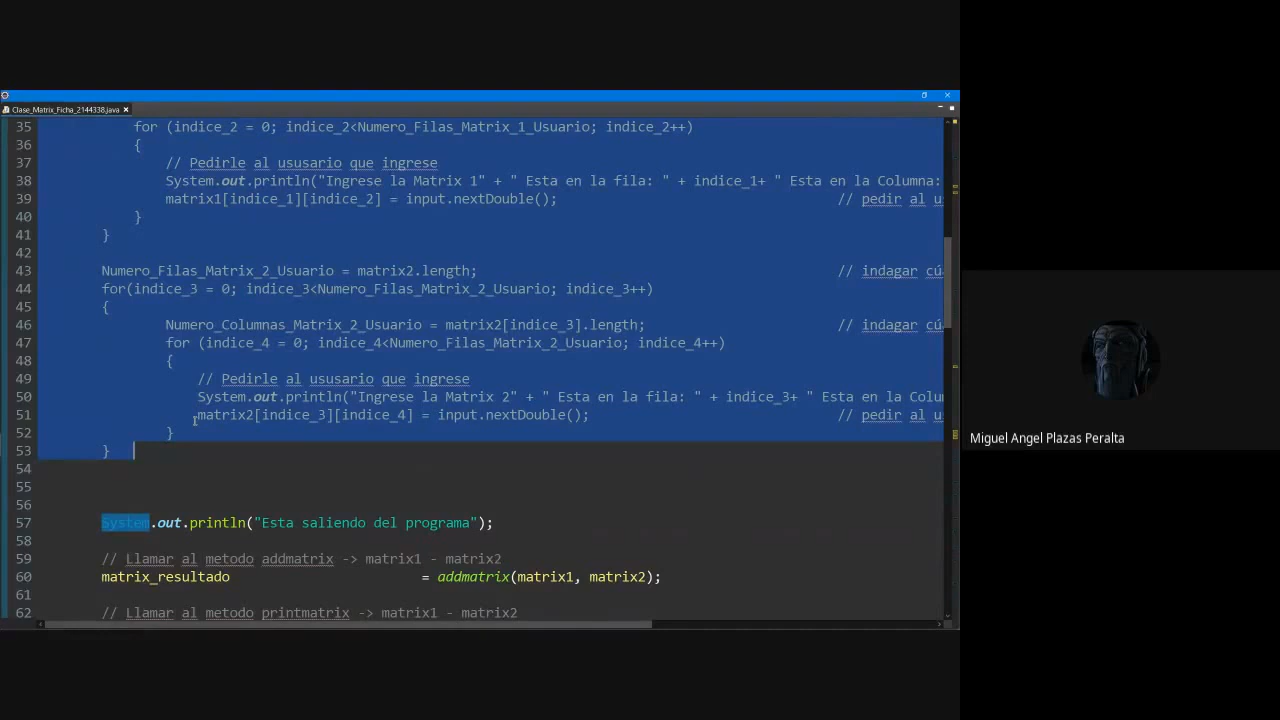 Clase_Matrix_Ficha_2144338.java
35 for (indice_2 = 0; indice_2<Numero_Filas_Matrix_1_Usuario; indice_2++)
36 {
37 // Pedirle al ususario que ingrese
38 System.out.println("Ingrese la Matrix 1" + " Esta en la fila: " + indice_1+ " Esta en la Columna:
39 matrix1[indice_1][indice_2] = input.nextDouble(); // pedir al u
40 }
41 }
42
43 Numero_Filas_Matrix_2_Usuario = matrix2.length; // indagar cú
44 for(indice_3 = 0; indice_3<Numero_Filas_Matrix_2_Usuario; indice_3++)
45 {
46 Numero_Columnas_Matrix_2_Usuario = matrix2[indice_3].length; // indagar cú
47 for (indice_4 = 0; indice_4<Numero_Filas_Matrix_2_Usuario; indice_4++)
48 {
49 // Pedirle al ususario que ingrese
50 System.out.println("Ingrese la Matrix 2" + " Esta en la fila: " + indice_3+ " Esta en la Colu
51 matrix2[indice_3][indice_4] = input.nextDouble(); // pedir al u
52 }
53 }
54
55
56
57 System.out.println("Esta saliendo del programa");
58
59 // Llamar al metodo addmatrix -> matrix1 - matrix2
60 matrix_resultado = addmatrix(matrix1, matrix2);
61
62 // Llamar al metodo printmatrix -> matrix1 - matrix2
Miguel Angel Plazas Peralta